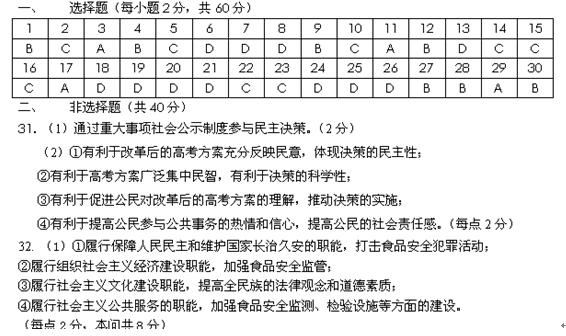 一、 选择题（每小题2分，共60分）
1 2 3 4 5 6 7 8 9 10 11 12 13 14 15
B C A B C D D D B C A B D C C
16 17 18 19 20 21 22 23 24 25 26 27 28 29 30
C A D D D D C C D D D B B A B
二、 非选择题（共40分）
31.（1）通过重大事项社会公示制度参与民主决策。（2分）
（2）①有利于改革后的高考方案充分反映民意，体现决策的民主性；
②有利于高考方案广泛集中民智，有利于决策的科学性；
③有利于促进公民对改革后的高考方案的理解，推动决策的实施；
④有利于提高公民参与公共事务的热情和信心，提高公民的社会责任感。（每点2分）
32. （1）①履行保障人民民主和维护国家长治久安的职能，打击食品安全犯罪活动；
②履行组织社会主义经济建设职能，加强食品安全监管；
③履行社会主义文化建设职能，提高全民族的法律观念和道德素质；
④履行社会主义公共服务的职能，加强食品安全监测、检验设施等方面的建设。
（每点2分，本问共8分）